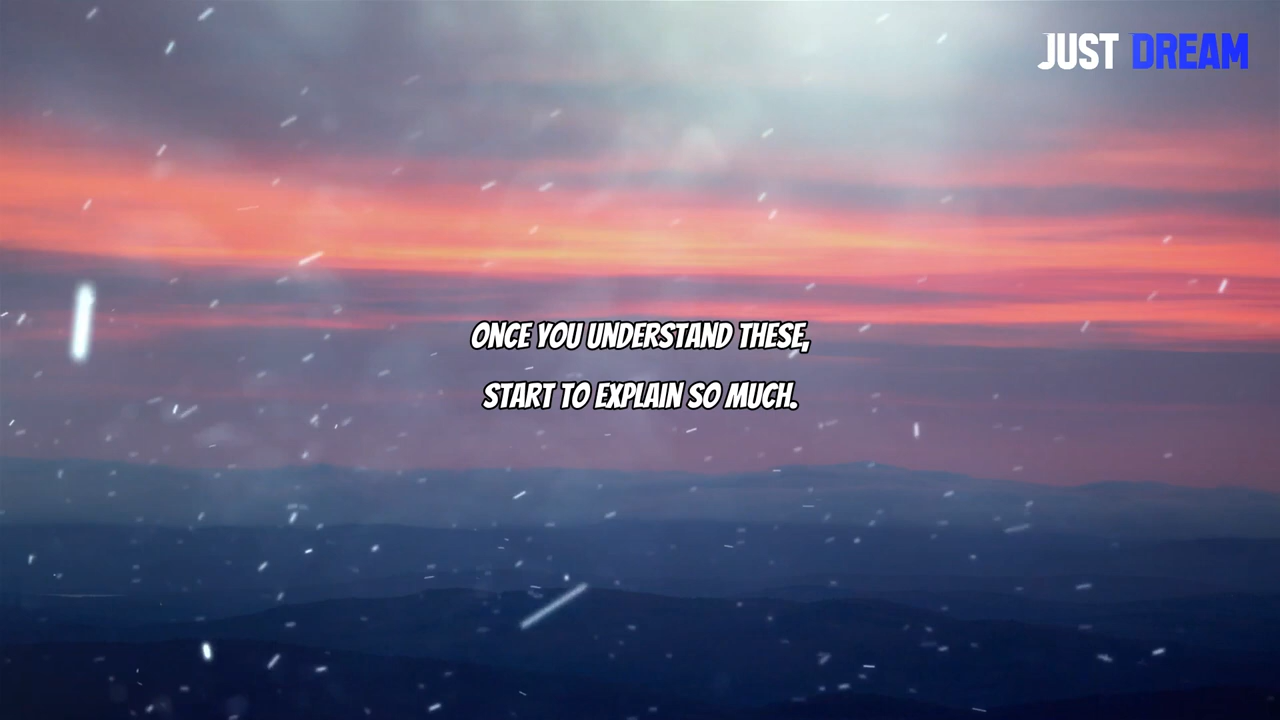 JUST DREAM
ONCE YOU UNDERSTAND THESE,
START TO EXPLAIN SO MUCH.